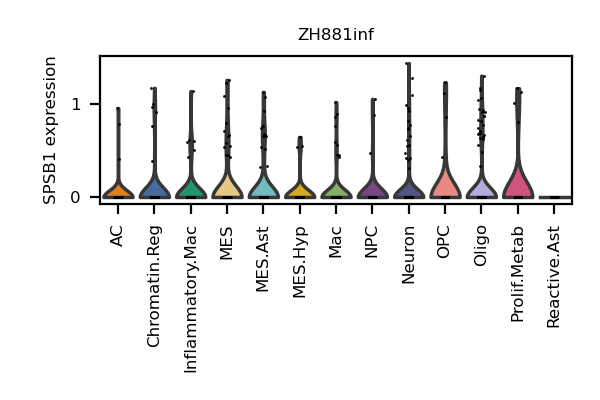 ZH881inf
SPSB1 expression
1
0
AC
Chromatin.Reg
Inflammatory.Mac
MES
MES.Ast
MES.Hyp
Mac
NPC
Neuron
OPC
Oligo
Prolif.Metab
Reactive.Ast